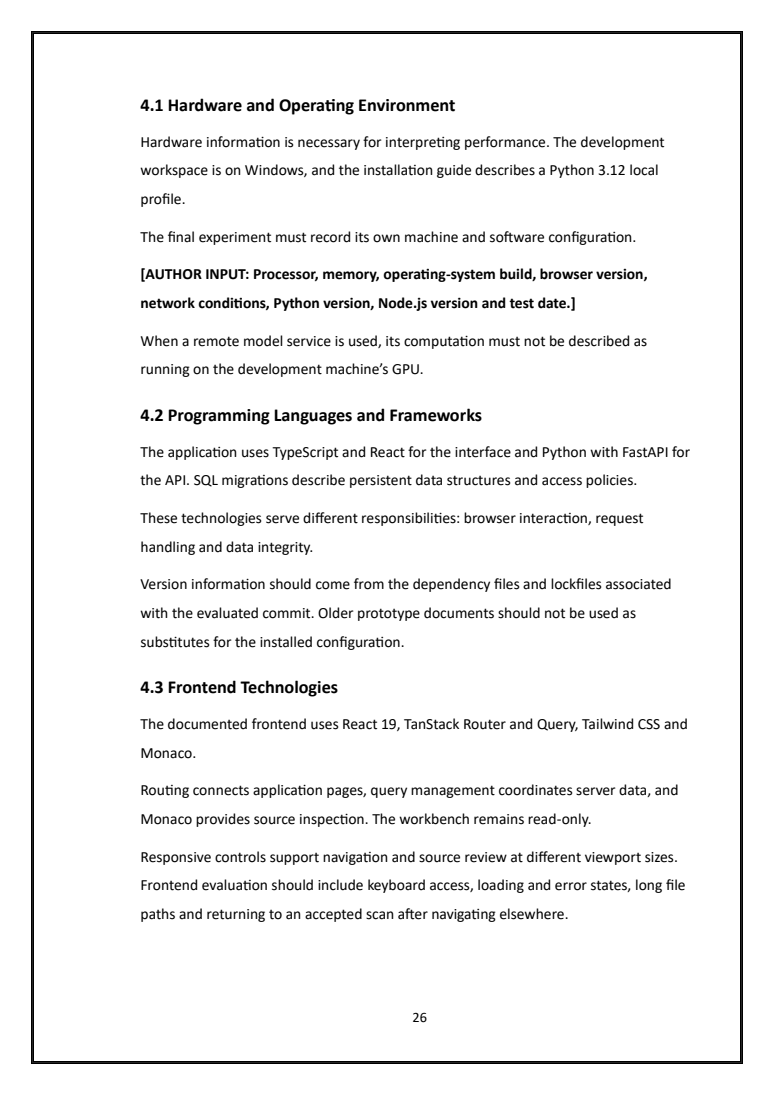 4.1 Hardware and Operating Environment
Hardware information is necessary for interpreting performance. The development
workspace is on Windows, and the installation guide describes a Python 3.12 local
profile.
The final experiment must record its own machine and software configuration.
[AUTHOR INPUT: Processor, memory, operating-system build, browser version,
network conditions, Python version, Node.js version and test date.]
When a remote model service is used, its computation must not be described as
running on the development machine’s GPU.
4.2 Programming Languages and Frameworks
The application uses TypeScript and React for the interface and Python with FastAPI for
the API. SQL migrations describe persistent data structures and access policies.
These technologies serve different responsibilities: browser interaction, request
handling and data integrity.
Version information should come from the dependency files and lockfiles associated
with the evaluated commit. Older prototype documents should not be used as
substitutes for the installed configuration.
4.3 Frontend Technologies
The documented frontend uses React 19, TanStack Router and Query, Tailwind CSS and
Monaco.
Routing connects application pages, query management coordinates server data, and
Monaco provides source inspection. The workbench remains read-only.
Responsive controls support navigation and source review at different viewport sizes.
Frontend evaluation should include keyboard access, loading and error states, long file
paths and returning to an accepted scan after navigating elsewhere.
26